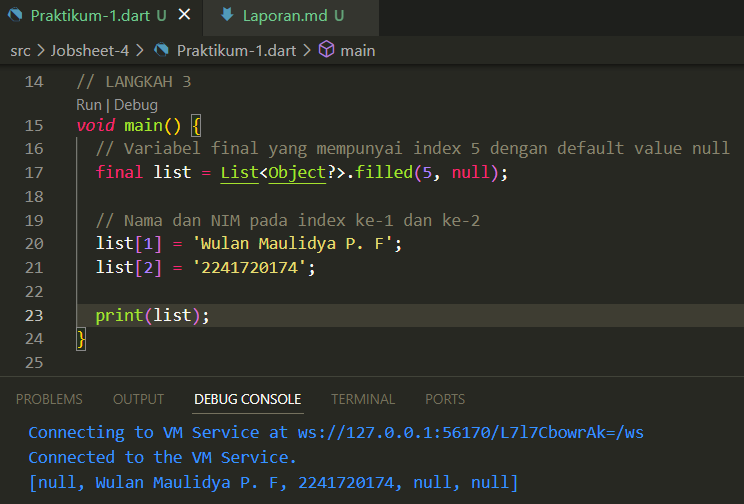 Praktikum-1.dart U Laporan.md U
src > Jobsheet-4 > Praktikum-1.dart > main
14 // LANGKAH 3
Run | Debug
15 void main() {
16 // Variabel final yang mempunyai index 5 dengan default value null
17 final list = List<Object?>.filled(5, null);
18
19 // Nama dan NIM pada index ke-1 dan ke-2
20 list[1] = 'Wulan Maulidya P. F';
21 list[2] = '2241720174';
22
23 print(list);
24 }
25
PROBLEMS OUTPUT DEBUG CONSOLE TERMINAL PORTS
Connecting to VM Service at ws://127.0.0.1:56170/L7l7CbowrAk=/ws
Connected to the VM Service.
[null, Wulan Maulidya P. F, 2241720174, null, null]